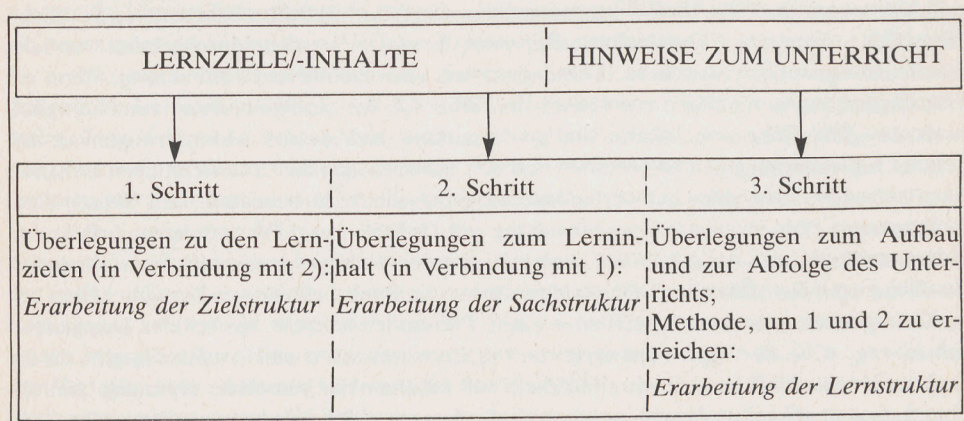 LERNZIELE/-INHALTE
HINWEISE ZUM UNTERRICHT
1. Schritt
2. Schritt
3. Schritt
Überlegungen zu den Lern-
zielen (in Verbindung mit 2):
Erarbeitung der Zielstruktur
Überlegungen zum Lernin-
halt (in Verbindung mit 1):
Erarbeitung der Sachstruktur
Überlegungen zum Aufbau
und zur Abfolge des Unter-
richts;
Methode, um 1 und 2 zu er-
reichen:
Erarbeitung der Lernstruktur